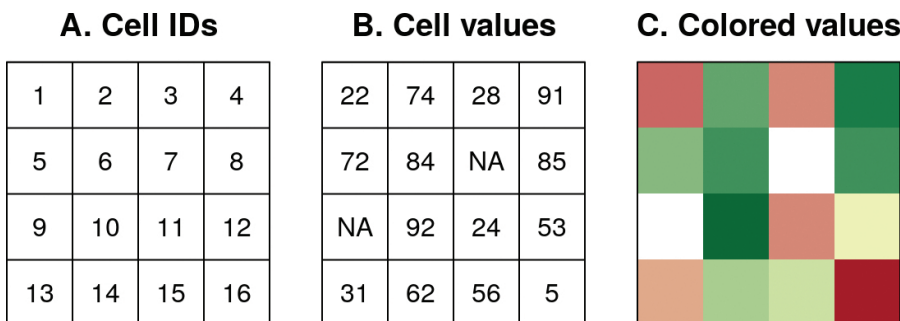 A. Cell IDs
1 2 3 4
5 6 7 8
9 10 11 12
13 14 15 16
B. Cell values
22 74 28 91
72 84 NA 85
NA 92 24 53
31 62 56 5
C. Colored values